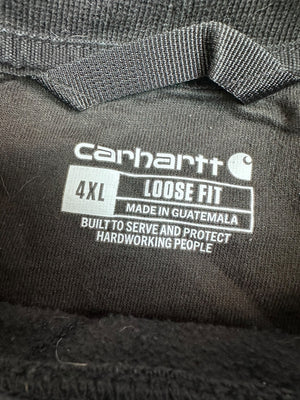 carhartt
4XL LOOSE FIT
MADE IN GUATEMALA
BUILT TO SERVE AND PROTECT
HARDWORKING PEOPLE